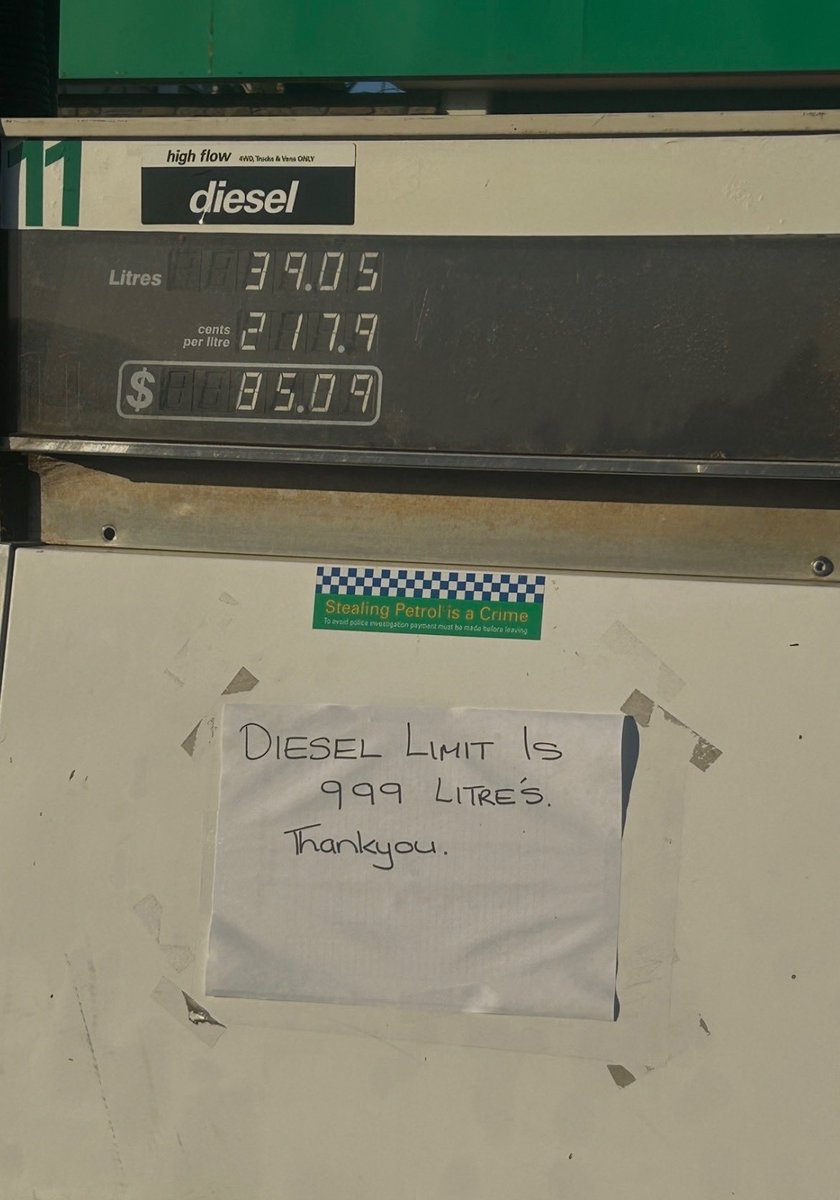 11
high flow 4WD, Trucks & Vans ONLY
diesel
Litres 39.05
cents
per litre 217.9
$ 85.09
Stealing Petrol is a Crime
To avoid police investigation payment must be made before leaving
DIESEL LIMIT IS
999 LITRE'S.
Thankyou.